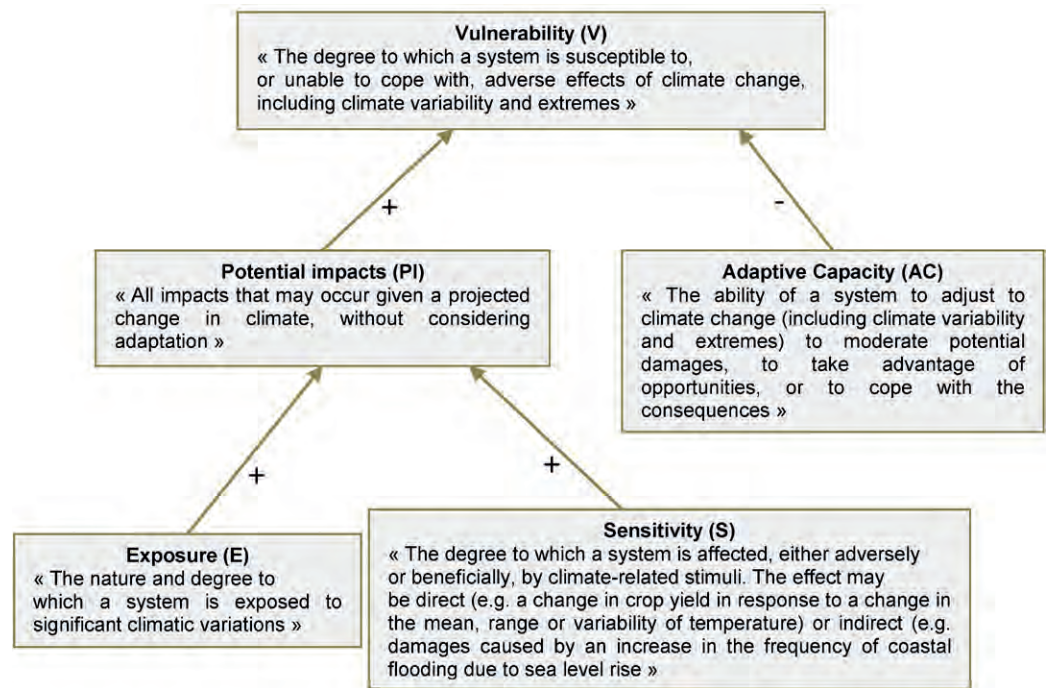 Vulnerability (V)
« The degree to which a system is susceptible to,
or unable to cope with, adverse effects of climate change,
including climate variability and extremes »
+
-
Potential impacts (PI)
« All impacts that may occur given a projected
change in climate, without considering
adaptation »
Adaptive Capacity (AC)
« The ability of a system to adjust to
climate change (including climate variability
and extremes) to moderate potential
damages, to take advantage of
opportunities, or to cope with the
consequences »
+
+
Exposure (E)
« The nature and degree to
which a system is exposed to
significant climatic variations »
Sensitivity (S)
« The degree to which a system is affected, either adversely
or beneficially, by climate-related stimuli. The effect may
be direct (e.g. a change in crop yield in response to a change in
the mean, range or variability of temperature) or indirect (e.g.
damages caused by an increase in the frequency of coastal
flooding due to sea level rise »